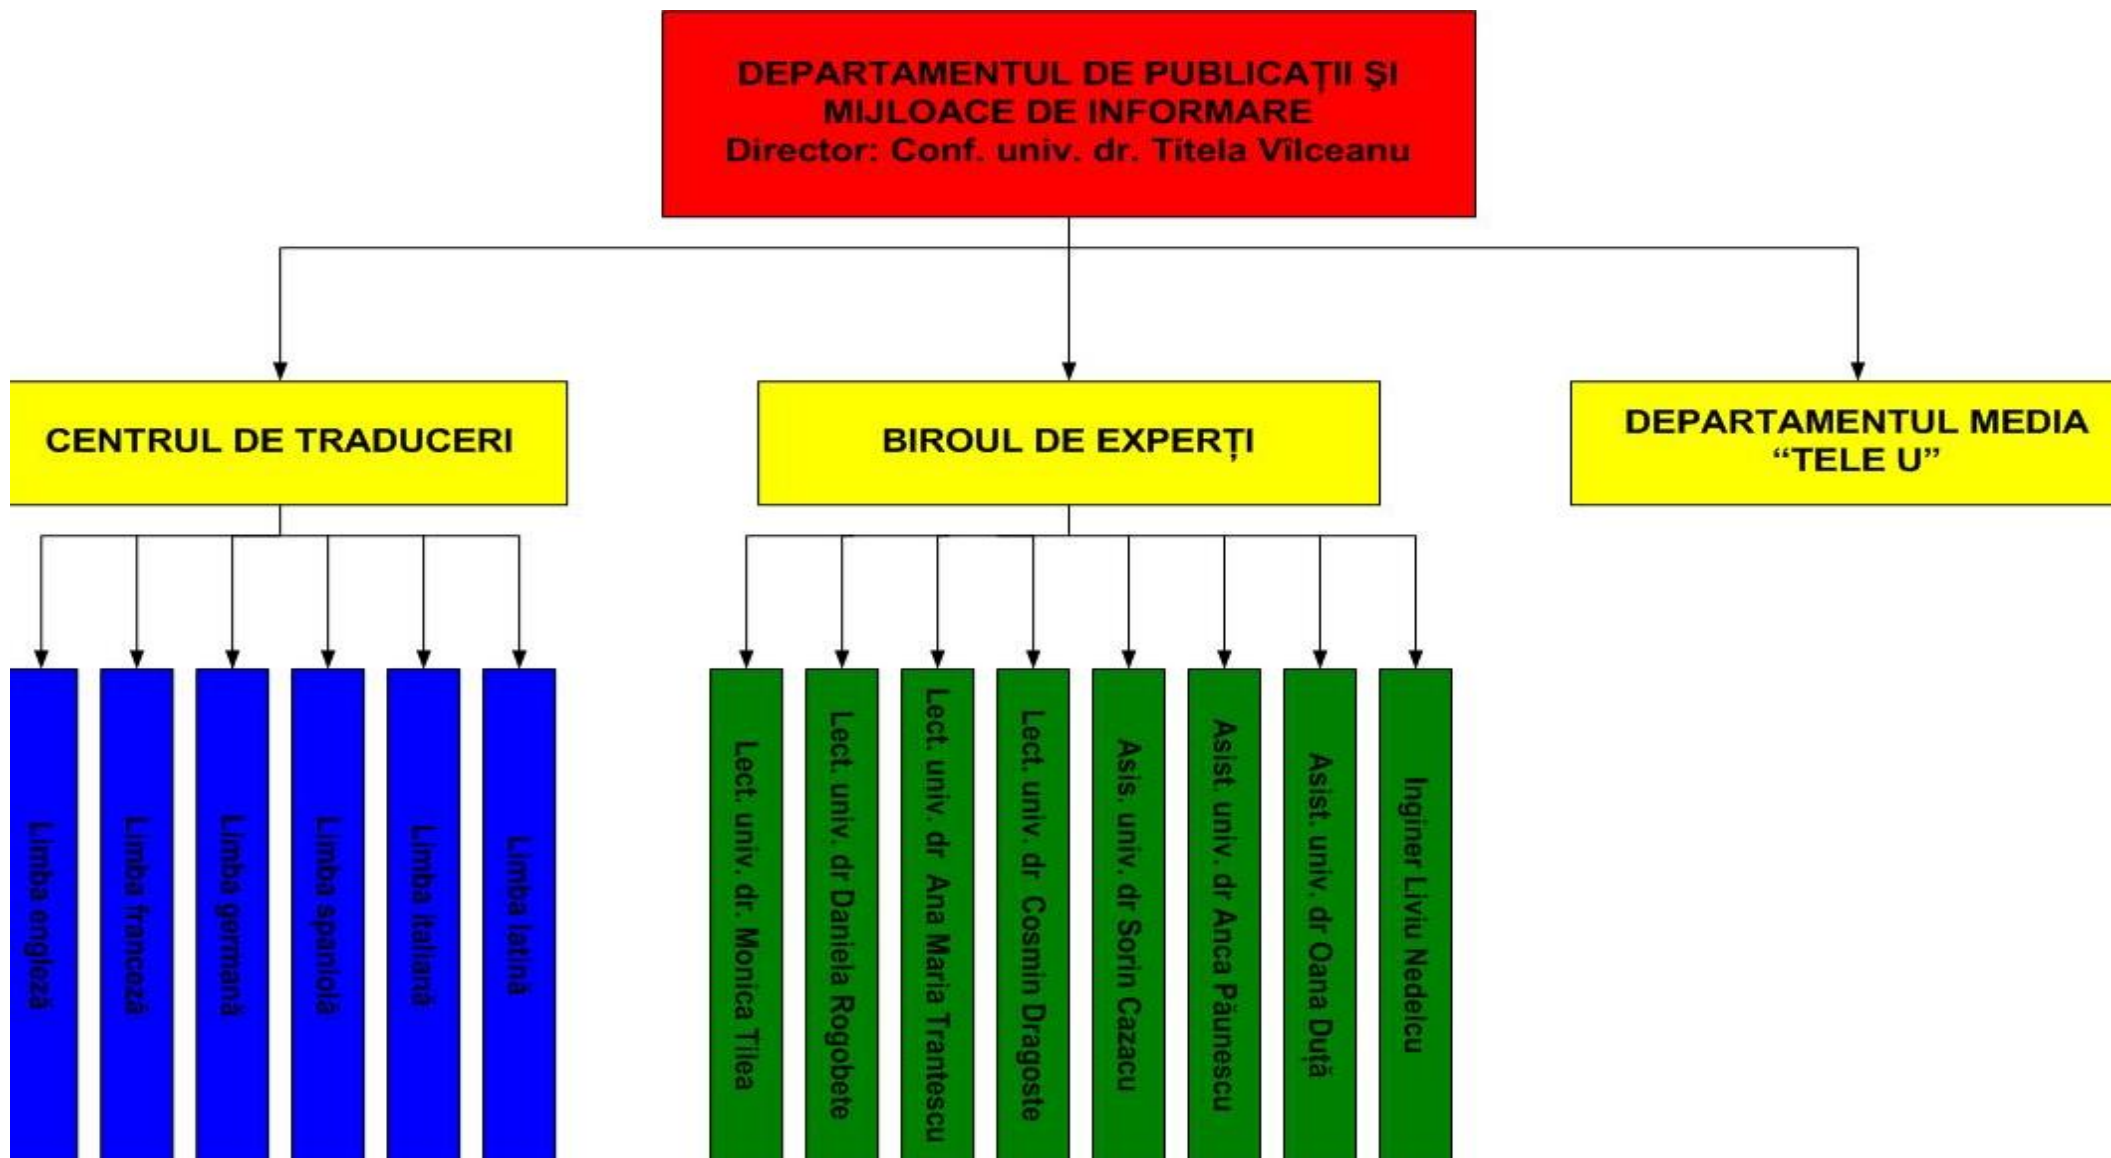 DEPARTAMENTUL DE PUBLICAȚII ŞI
MIJLOACE DE INFORMARE
Director: Conf. univ. dr. Titela Vîlceanu
CENTRUL DE TRADUCERI
BIROUL DE EXPERȚI
DEPARTAMENTUL MEDIA
“TELE U”
Limba engleză
Limba franceză
Limba germană
Limba spaniolă
Limba italiană
Limba latină
Lect. univ. dr. Monica Tilea
Lect. univ. dr Daniela Rogobete
Lect. univ. dr Ana Maria Trantescu
Lect. univ. dr Cosmin Dragoste
Asis. univ. dr Sorin Cazacu
Asist. univ. dr Anca Păunescu
Asist. univ. dr Oana Duță
Inginer Liviu Nedelcu